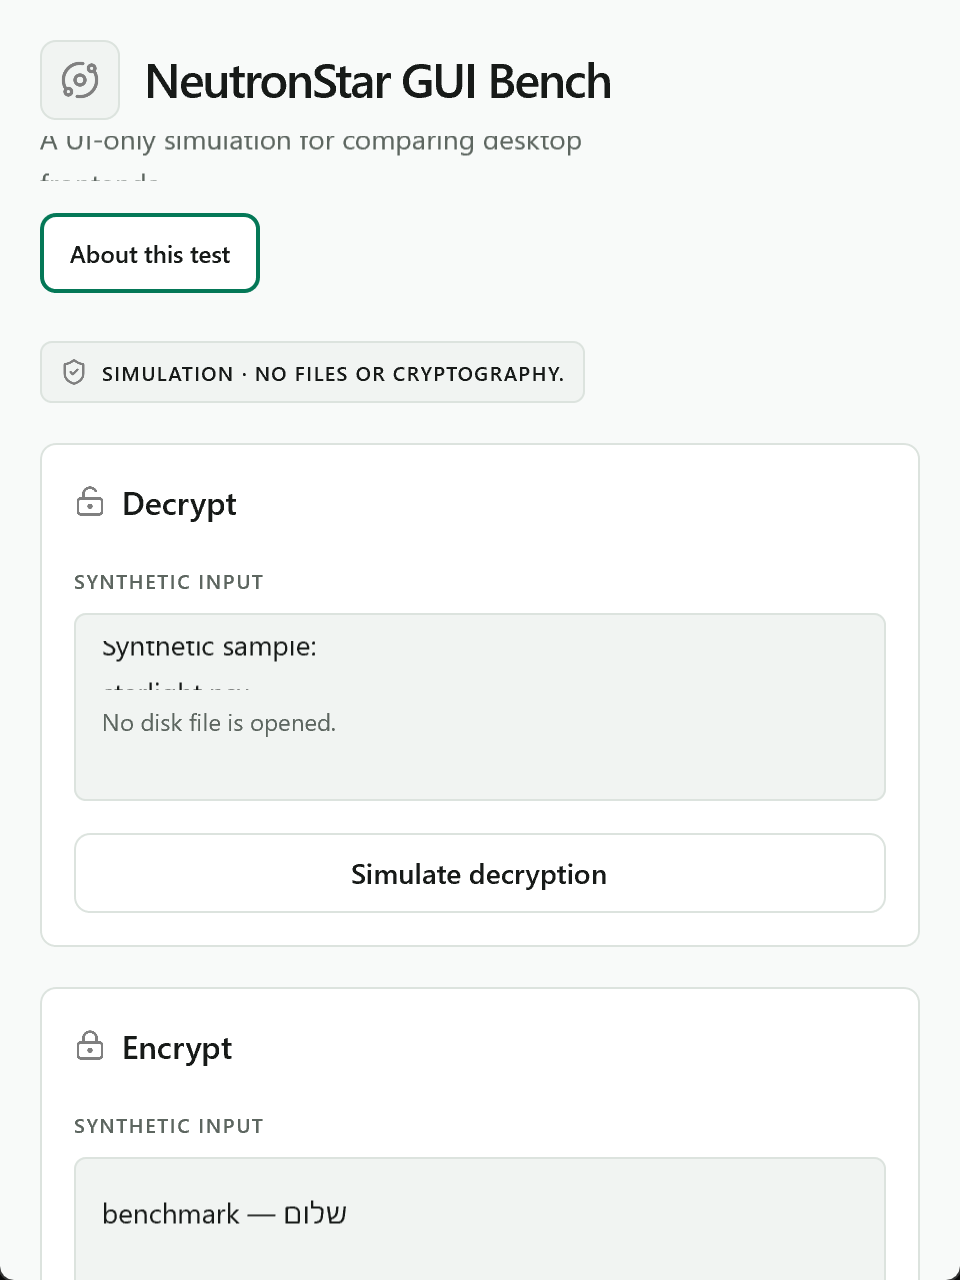 NeutronStar GUI Bench
A UI-only simulation for comparing desktop
frontends.
About this test
SIMULATION · NO FILES OR CRYPTOGRAPHY.
Decrypt
SYNTHETIC INPUT
Synthetic sample:
No disk file is opened.
Simulate decryption
Encrypt
SYNTHETIC INPUT
benchmark — שלום